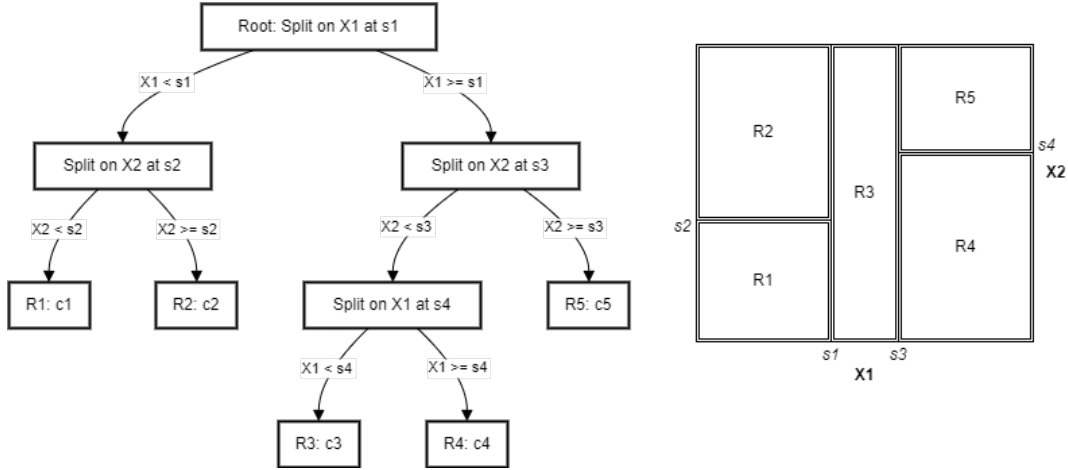 Root: Split on X1 at s1
X1 < s1
X1 >= s1
Split on X2 at s2
Split on X2 at s3
X2 < s2
X2 >= s2
X2 < s3
X2 >= s3
R1: c1
R2: c2
Split on X1 at s4
R5: c5
X1 < s4
X1 >= s4
R3: c3
R4: c4
R2
R3
R5
s4
X2
s2
R1
R4
s1
s3
X1